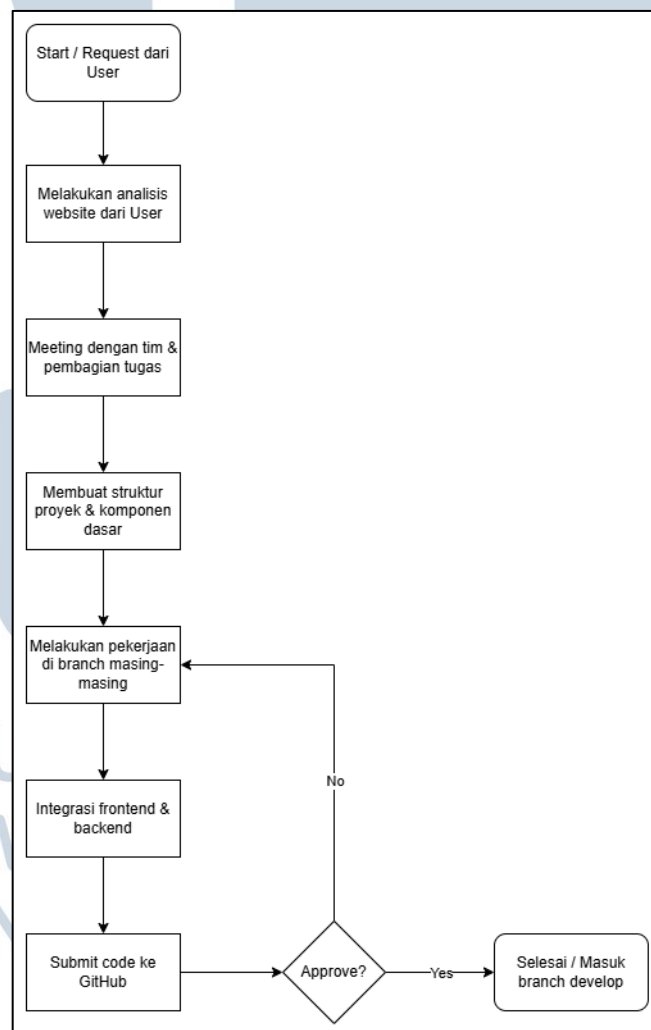 Start / Request dari
User
Melakukan analisis
website dari User
Meeting dengan tim &
pembagian tugas
Membuat struktur
proyek & komponen
dasar
Melakukan pekerjaan
di branch masing-
masing
No
Integrasi frontend &
backend
Submit code ke
GitHub
Approve?
Yes
Selesai / Masuk
branch develop